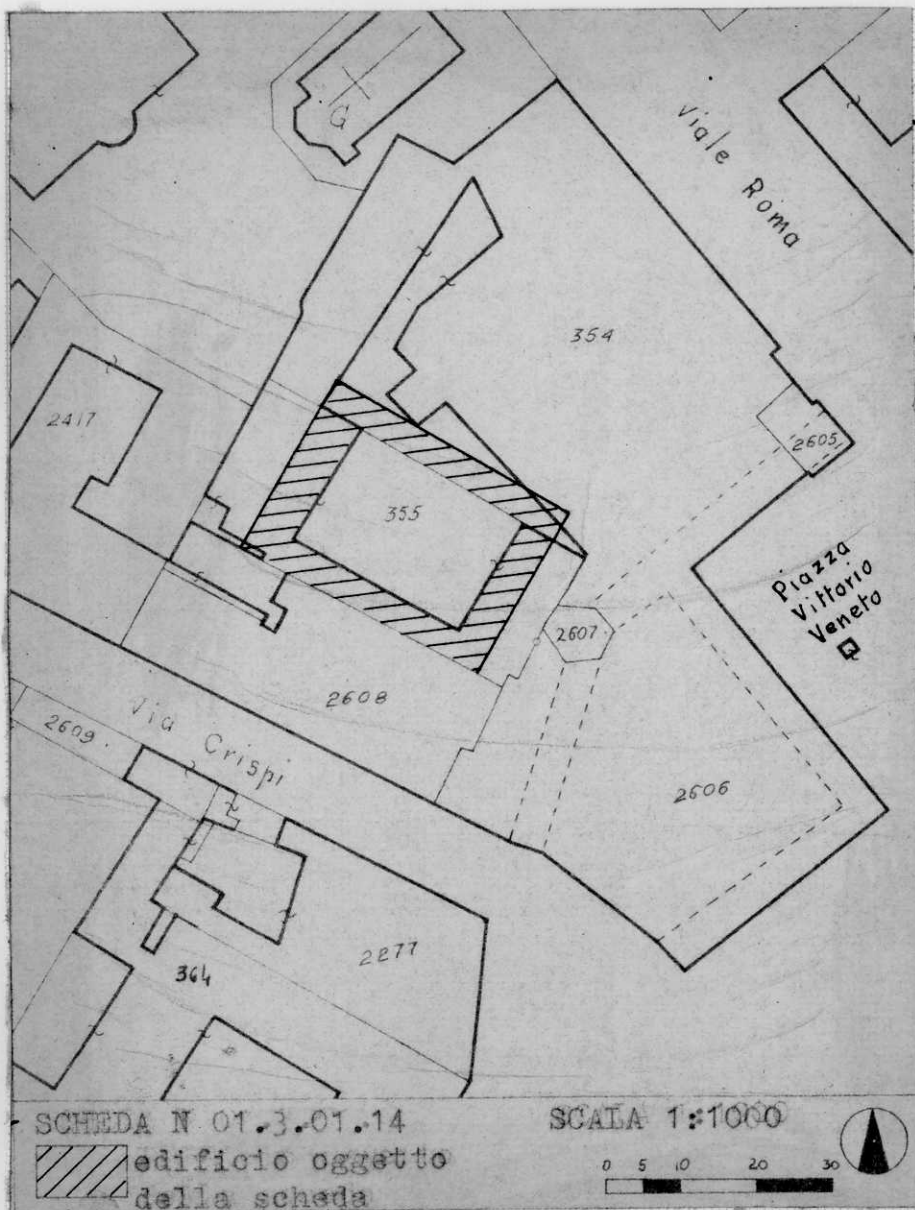 G
Viale
Roma
354
2417
2605
355
Piazza
Vittorio
Veneto
2607
2608
Via Crispi
2609
2606
2277
364
SCHEDA N 01.3.01.14
SCALA 1:1000
edificio oggetto
della scheda
0 5 10 20 30